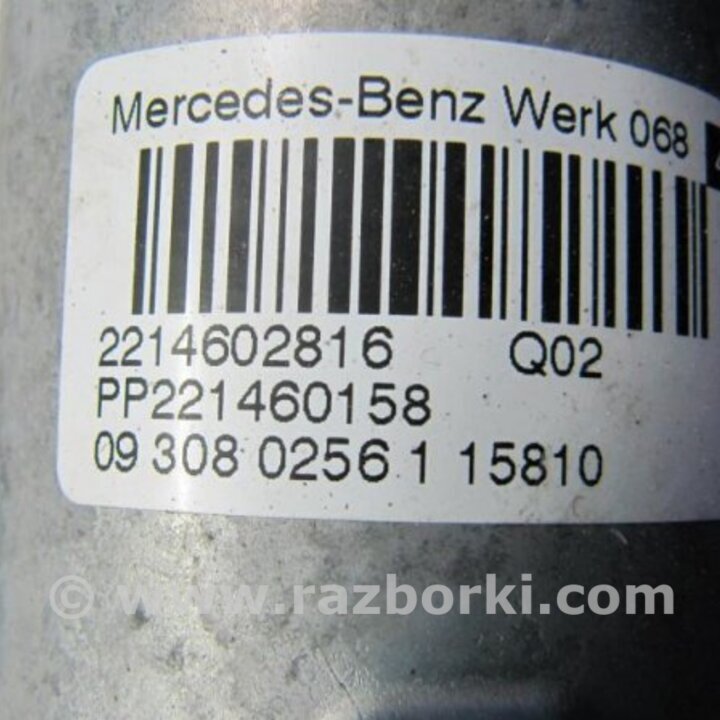 Mercedes-Benz Werk 068
2214602816 Q02
PP221460158
09 308 0256 1 15810
© www.razborki.com